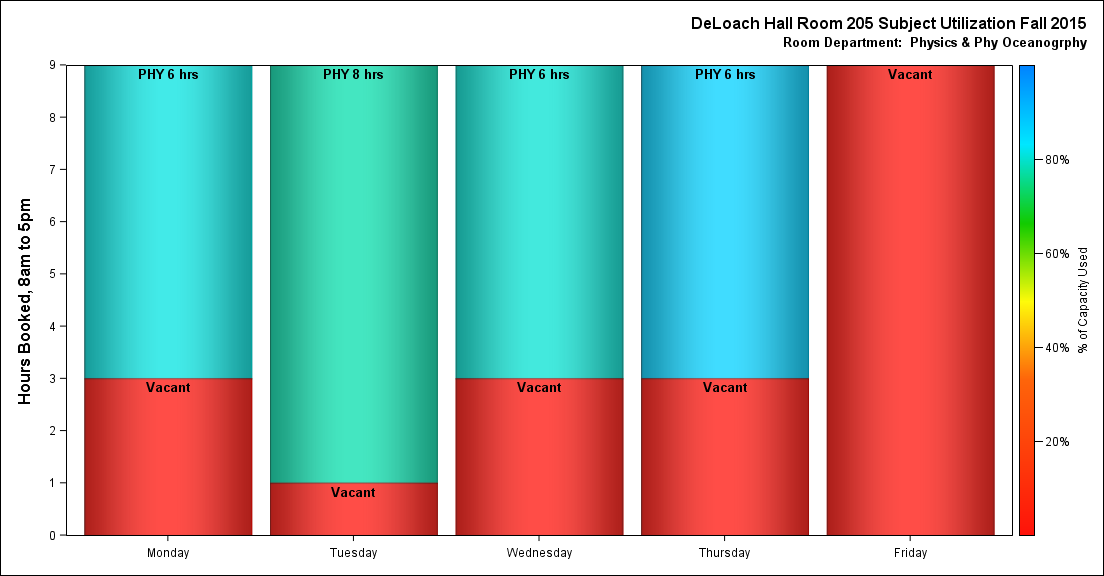 DeLoach Hall Room 205 Subject Utilization Fall 2015
Room Department:  Physics & Phy Oceanogrphy
Hours Booked, 8am to 5pm
9
8
7
6
5
4
3
2
1
0
PHY 6 hrs
PHY 8 hrs
PHY 6 hrs
PHY 6 hrs
Vacant
Vacant
Vacant
Vacant
Vacant
Monday
Tuesday
Wednesday
Thursday
Friday
80%
60%
40%
20%
% of Capacity Used